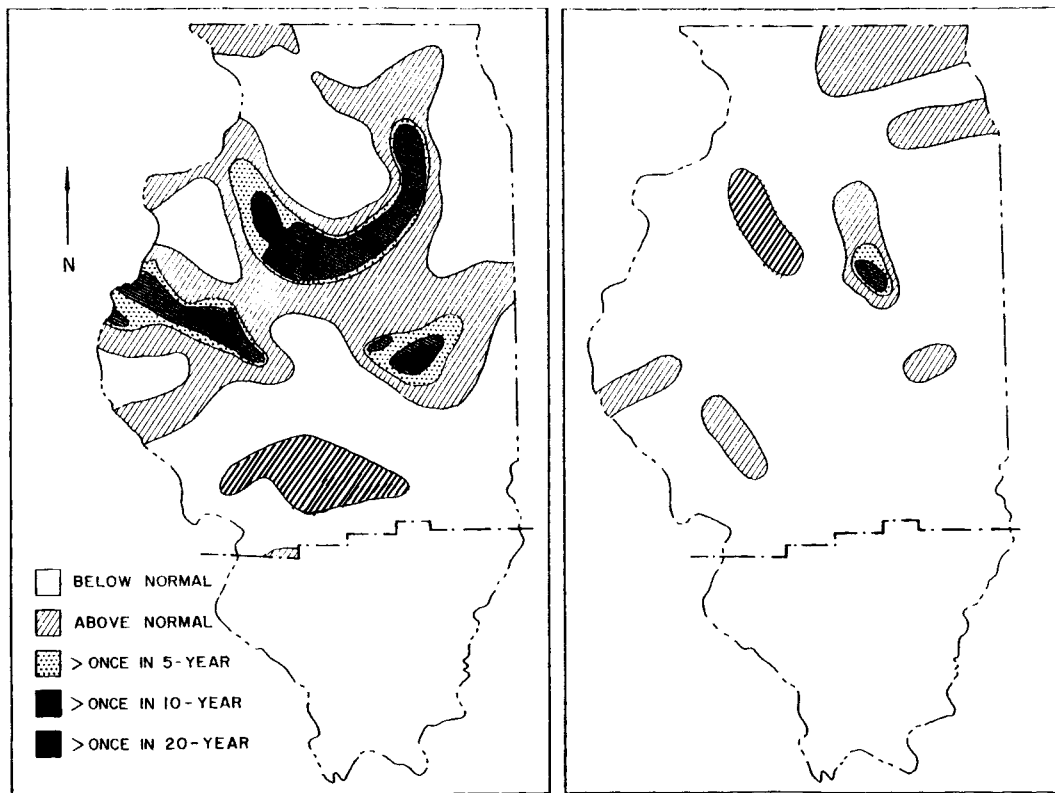 N
BELOW NORMAL
ABOVE NORMAL
> ONCE IN 5-YEAR
> ONCE IN 10-YEAR
> ONCE IN 20-YEAR